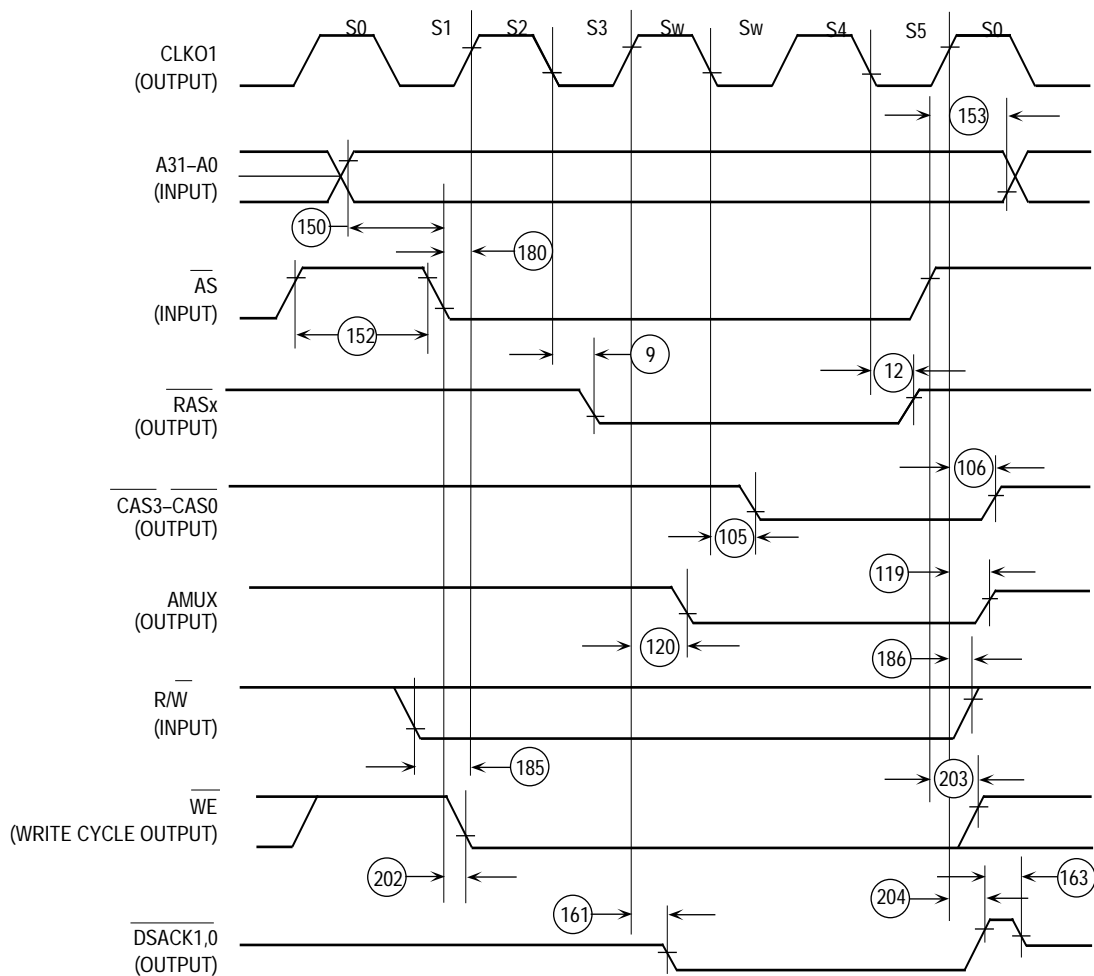 S0 S1 S2 S3 Sw Sw S4 S5 S0
CLKO1
(OUTPUT)
153
A31–A0
(INPUT)
150
180
AS
(INPUT)
152
9
12
RASx
(OUTPUT)
106
CAS3–CAS0
(OUTPUT)
105
119
AMUX
(OUTPUT)
120
186
R/W
(INPUT)
185
203
WE
(WRITE CYCLE OUTPUT)
202
204
163
161
DSACK1,0
(OUTPUT)